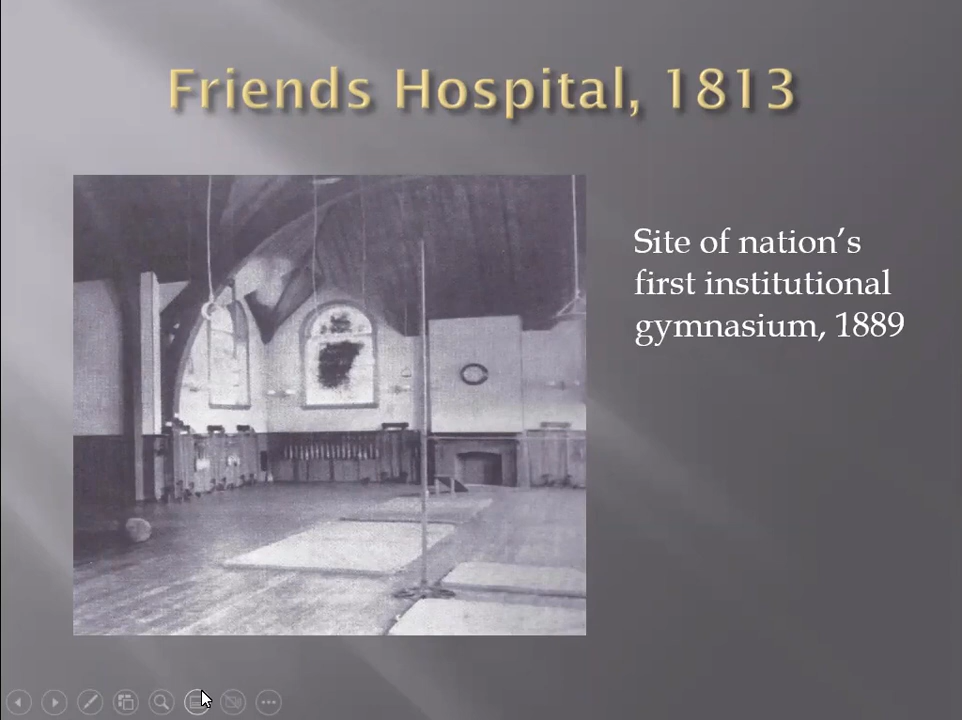 Friends Hospital, 1813
Site of nation's
first institutional
gymnasium, 1889